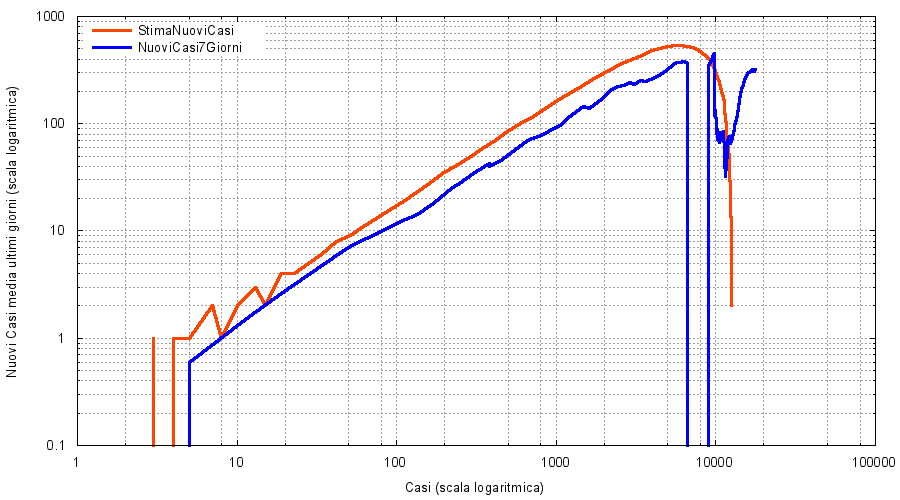 StimaNuoviCasi
NuoviCasi7Giorni
Nuovi Casi media ultimi giorni (scala logaritmica)
1000
100
10
1
0.1
1
10
100
1000
10000
100000
Casi (scala logaritmica)